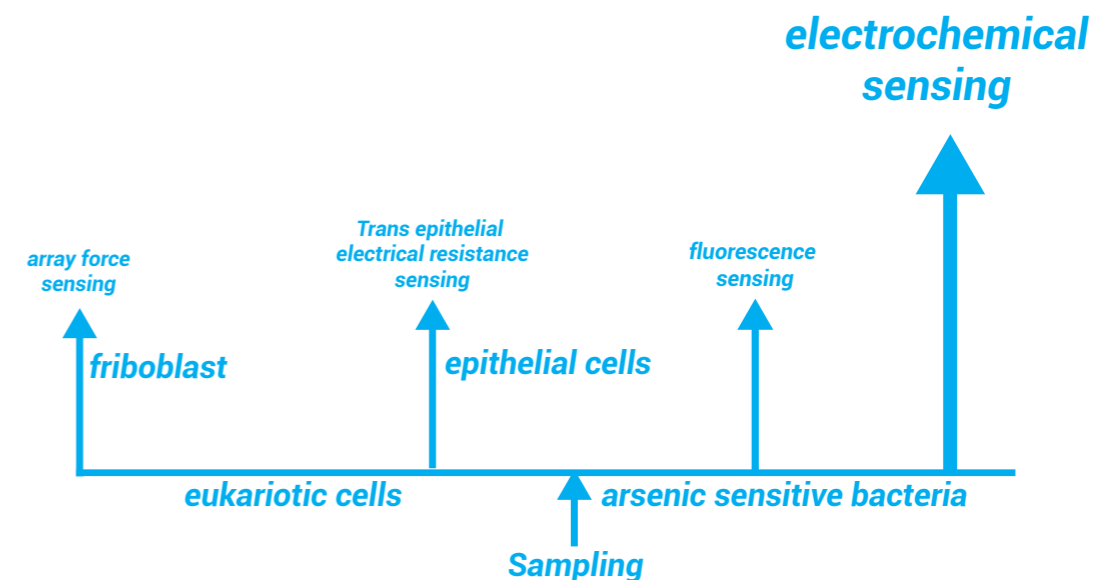 electrochemical
sensing
Trans epithelial
electrical resistance
sensing
array force
sensing
fluorescence
sensing
friboblast
epithelial cells
eukariotic cells
arsenic sensitive bacteria
Sampling